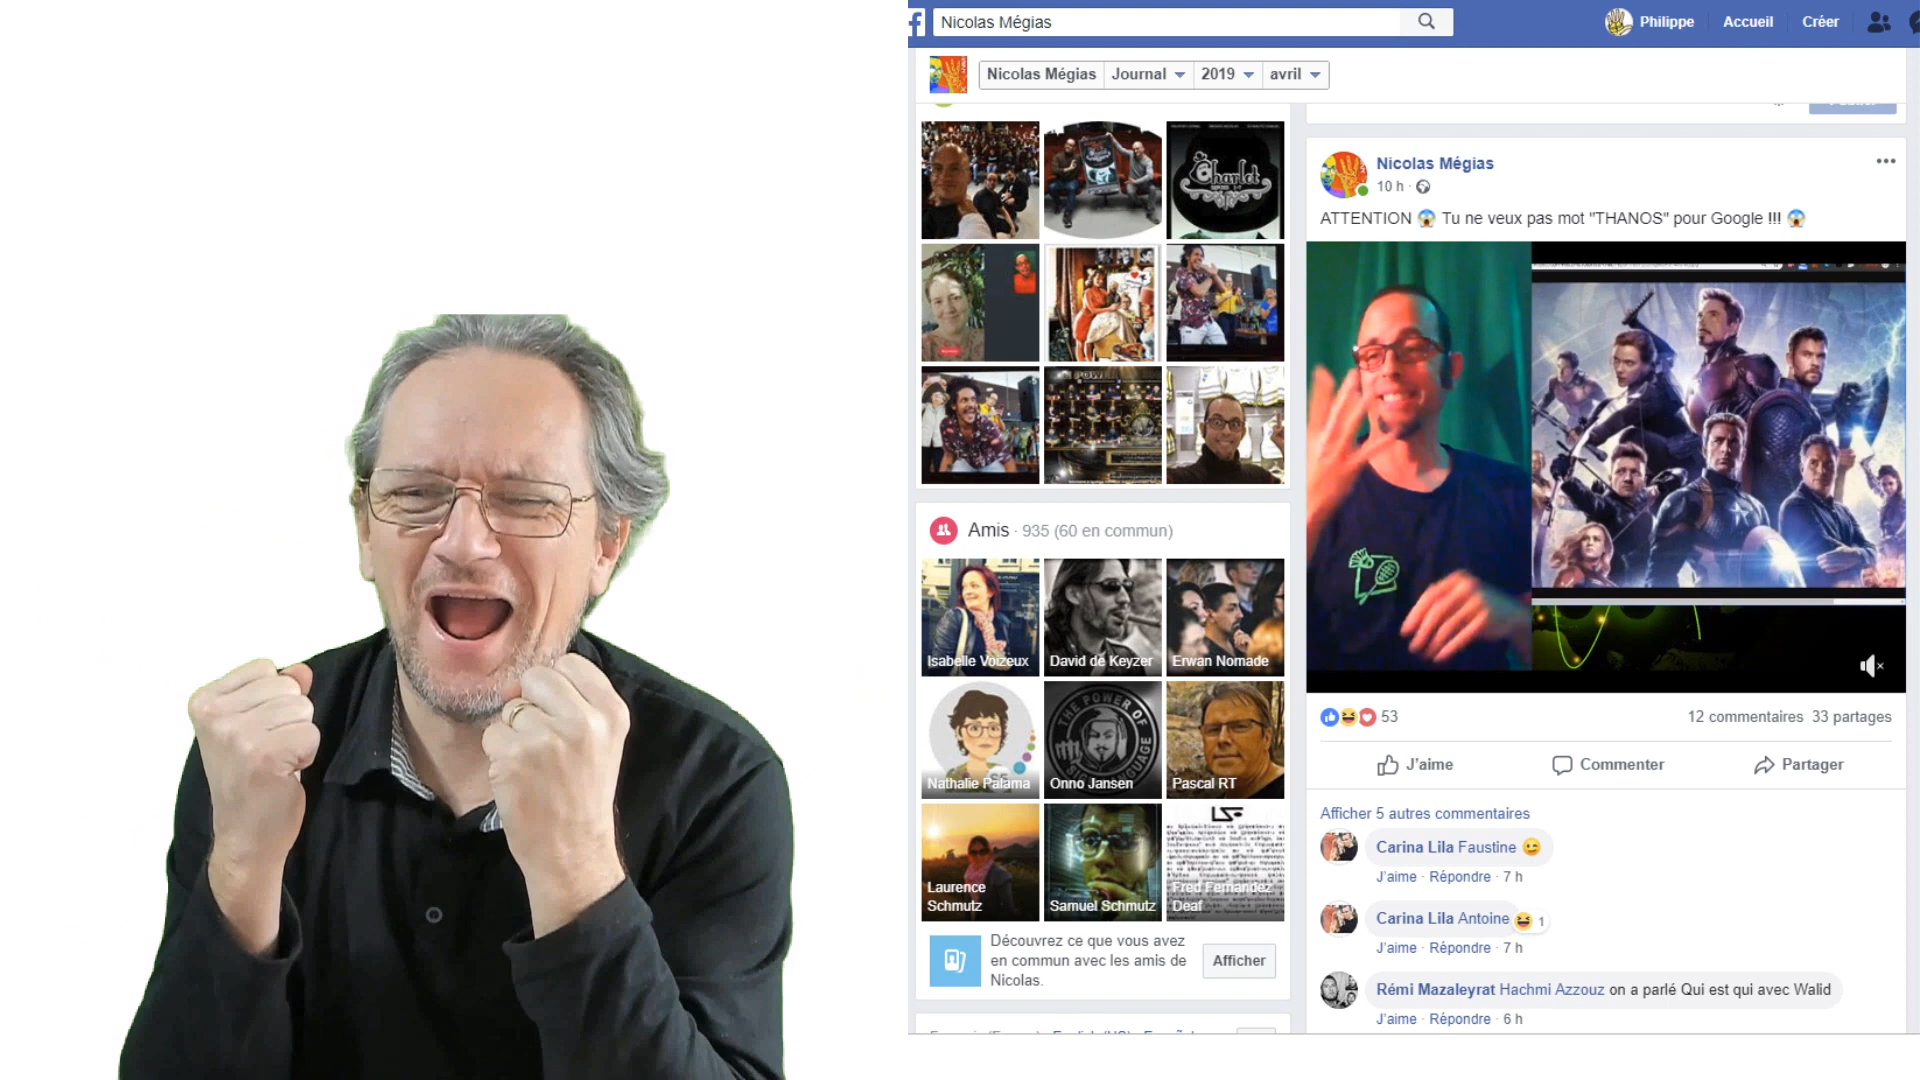 Nicolas Mégias
Philippe
Accueil
Créer
Nicolas Mégias
Journal
2019
avril
Charlot
Nicolas Mégias
10 h ·
ATTENTION 😱 Tu ne veux pas mot "THANOS" pour Google !!! 😱
Amis · 935 (60 en commun)
Isabelle Voizeux
David de Keyzer
Erwan Nomade
THE POWER OF
Nathalie Palama
Onno Jansen
Pascal RT
Laurence
Schmutz
Samuel Schmutz
Fred Fernandez
Deaf
Découvrez ce que vous avez
en commun avec les amis de
Nicolas.
Afficher
53
12 commentaires 33 partages
J'aime
Commenter
Partager
Afficher 5 autres commentaires
Carina Lila Faustine 😉
J'aime · Répondre · 7 h
Carina Lila Antoine
😆 1
J'aime · Répondre · 7 h
Rémi Mazaleyrat Hachmi Azzouz on a parlé Qui est qui avec Walid
J'aime · Répondre · 6 h